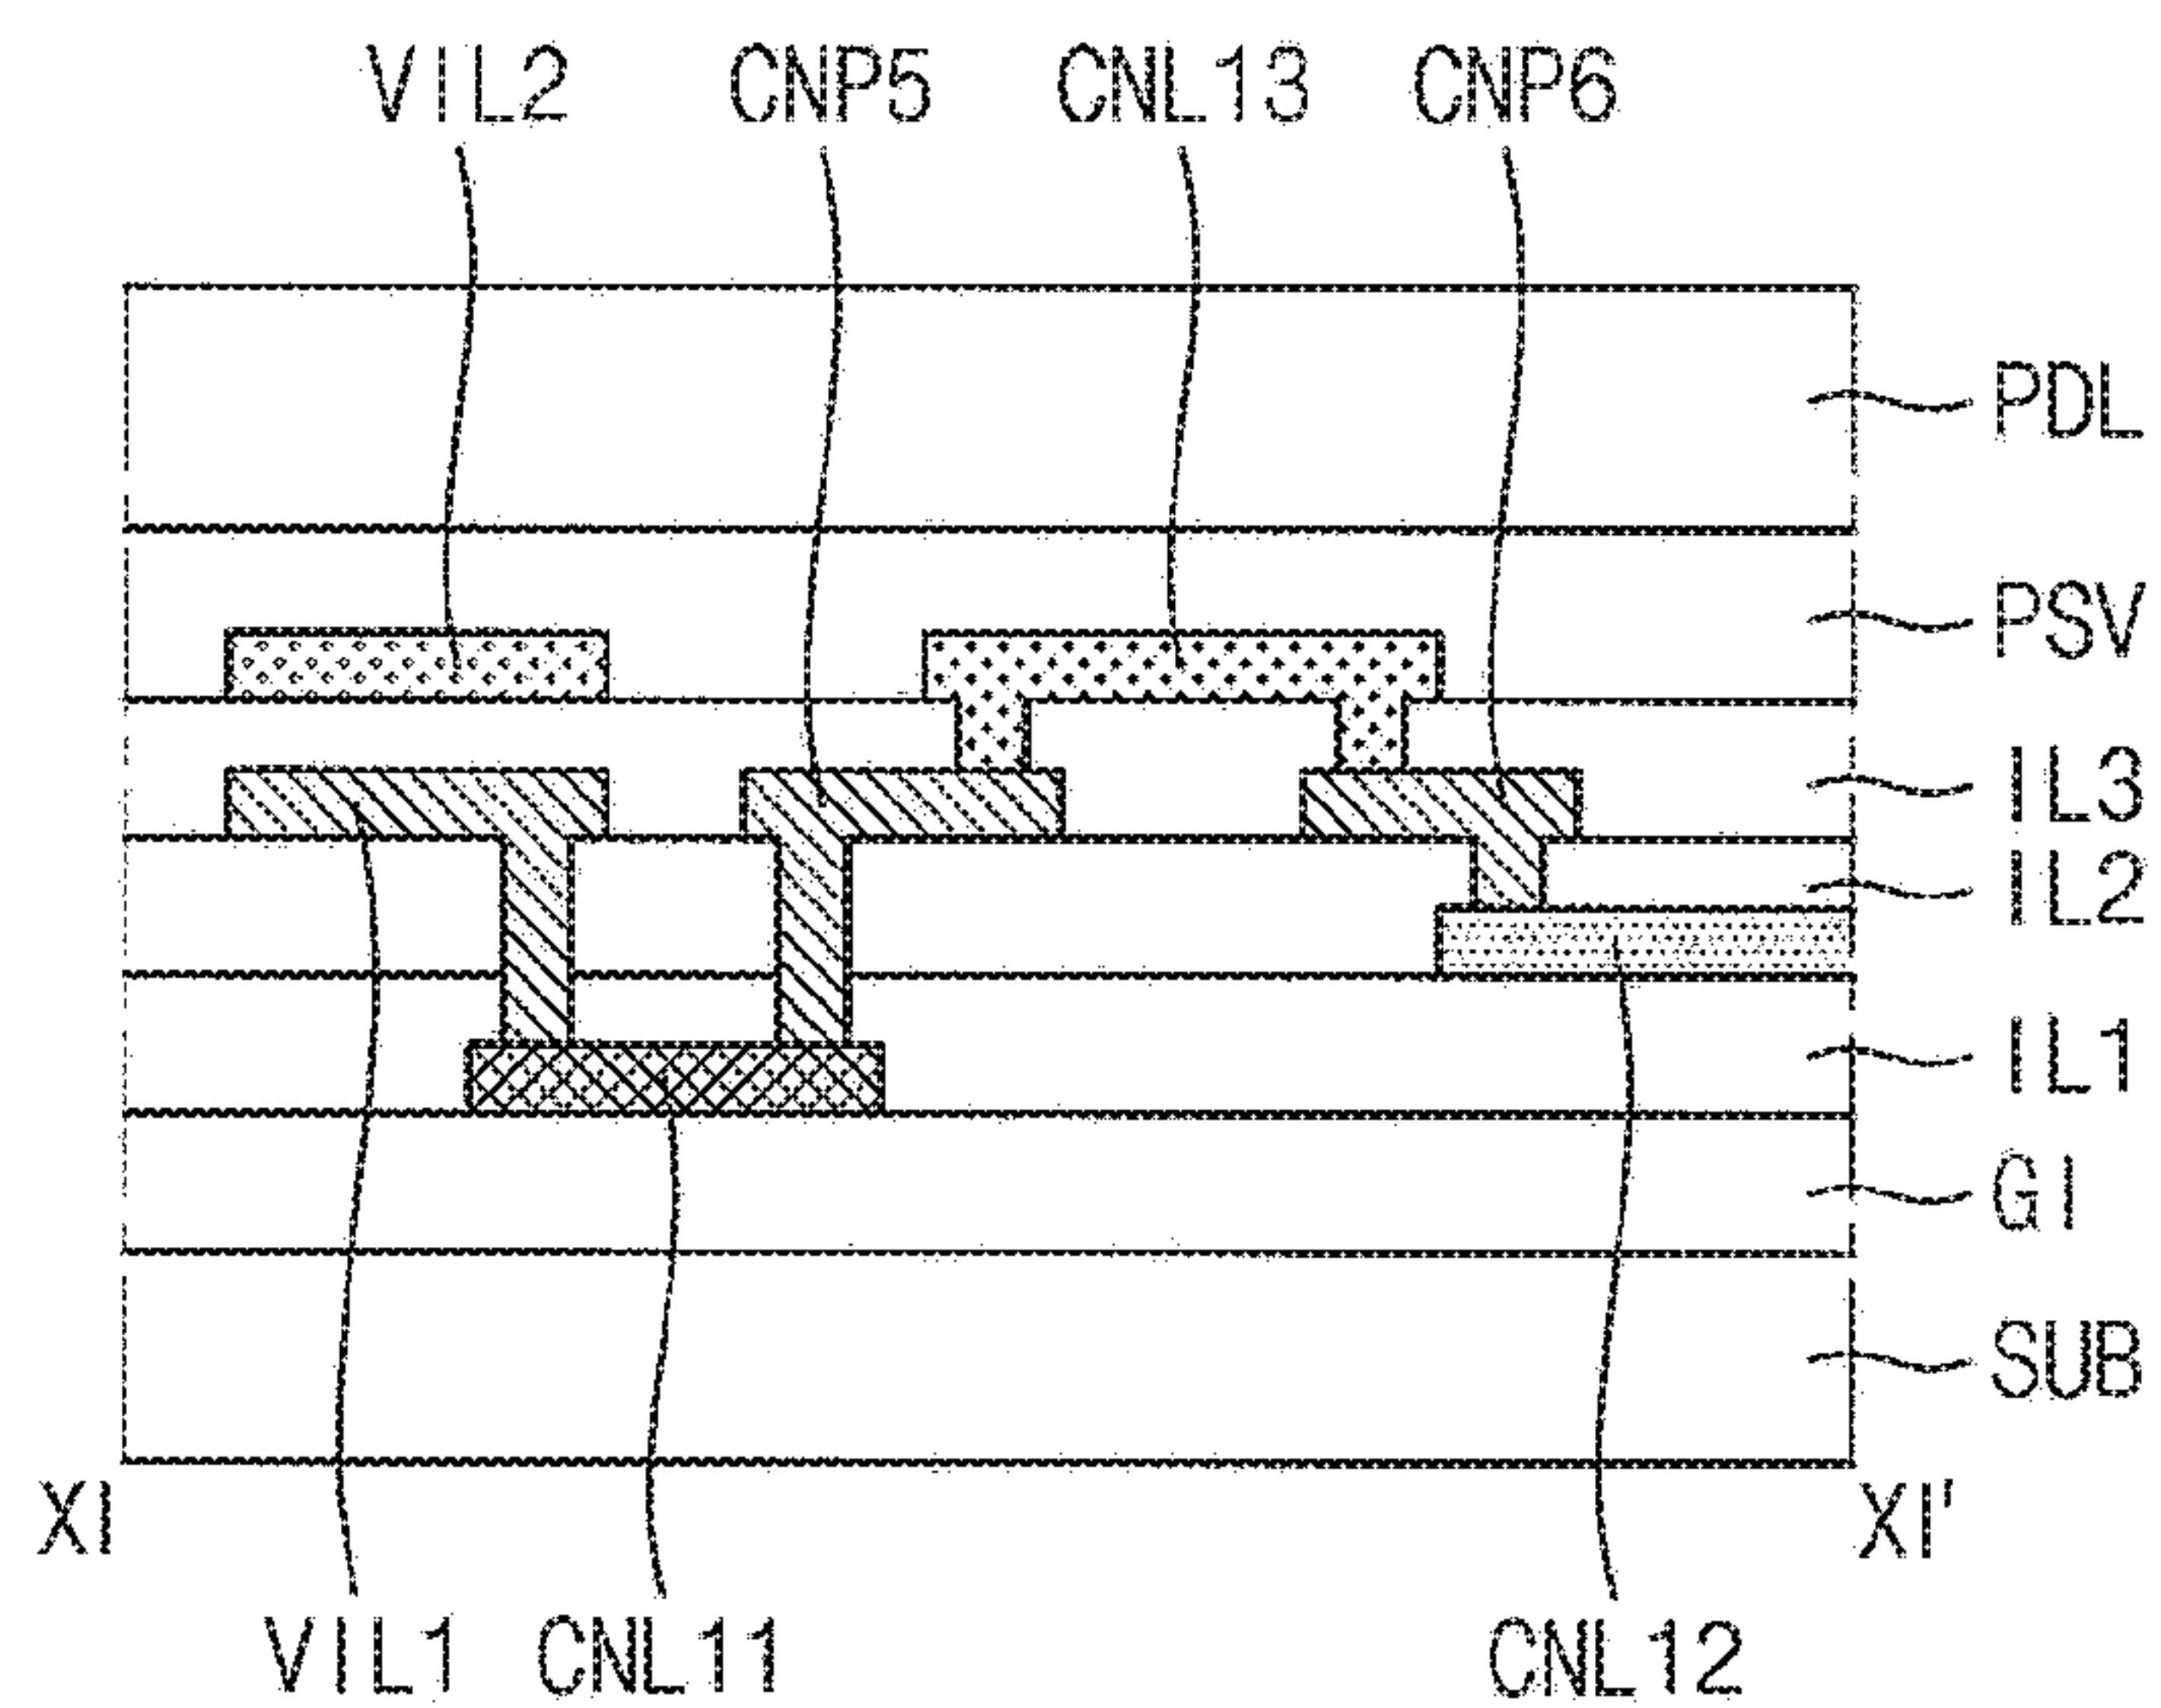 VIL2 CNP5 CNL13 CNP6
PDL
PSV
IL3
IL2
IL1
GI
SUB
XI XI'
VIL1 CNL11 CNL12